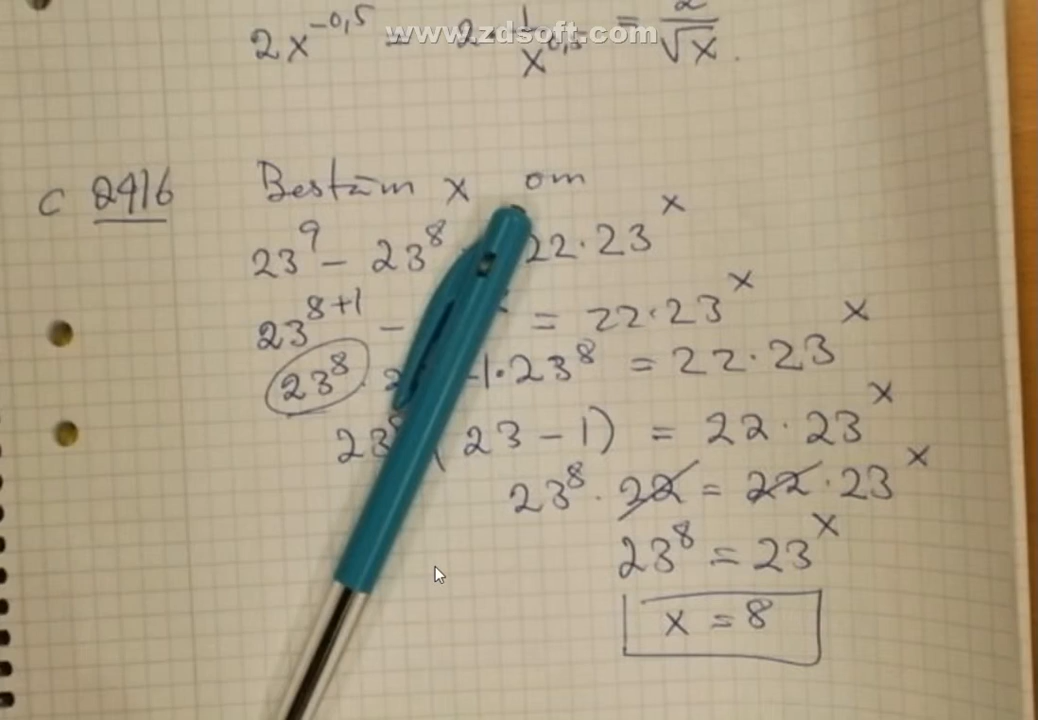 2x^-0,5 = 2 · 1/x^0,5 = 2/√x.
www.zdsoft.com
C 2416 Bestäm x om
23^9 - 23^8 22·23^x
23^8+1 - = 22·23^x
23^8 · -1·23^8 = 22·23^x
23 (23-1) = 22·23^x
23^8 · 22 = 22·23^x
23^8 = 23^x
x = 8